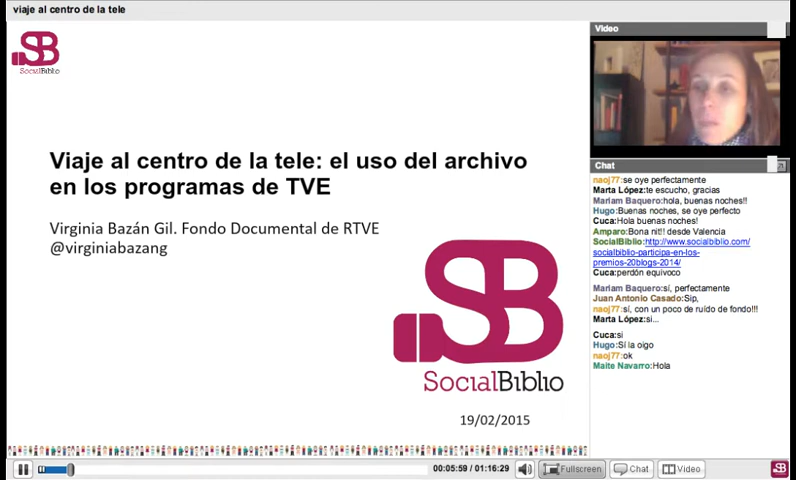 viaje al centro de la tele
SB
SocialBiblio
Viaje al centro de la tele: el uso del archivo
en los programas de TVE
Virginia Bazán Gil. Fondo Documental de RTVE
@virginiabazang
SB
SocialBiblio
19/02/2015
Video
Chat
naoj77:se oye perfectamente
Marta López:te escucho, gracias
Mariam Baquero:hola, buenas noches!!
Hugo:Buenas noches, se oye perfecto
Cuca:Hola buenas noches!
Amparo:Bona nit!! desde Valencia
SocialBiblio:http://www.socialbiblio.com/
socialbiblio-participa-en-los-
premios-20blogs-2014/
Cuca:perdón equivoco
Mariam Baquero:sí, perfectamente
Juan Antonio Casado:Sip,
naoj77:sí, con un poco de ruído de fondo!!!
Marta López:si...
Cuca:si
Hugo:Sí la oigo
naoj77:ok
Maite Navarro:Hola
00:05:59 / 01:16:29
Fullscreen
Chat
Video
SB